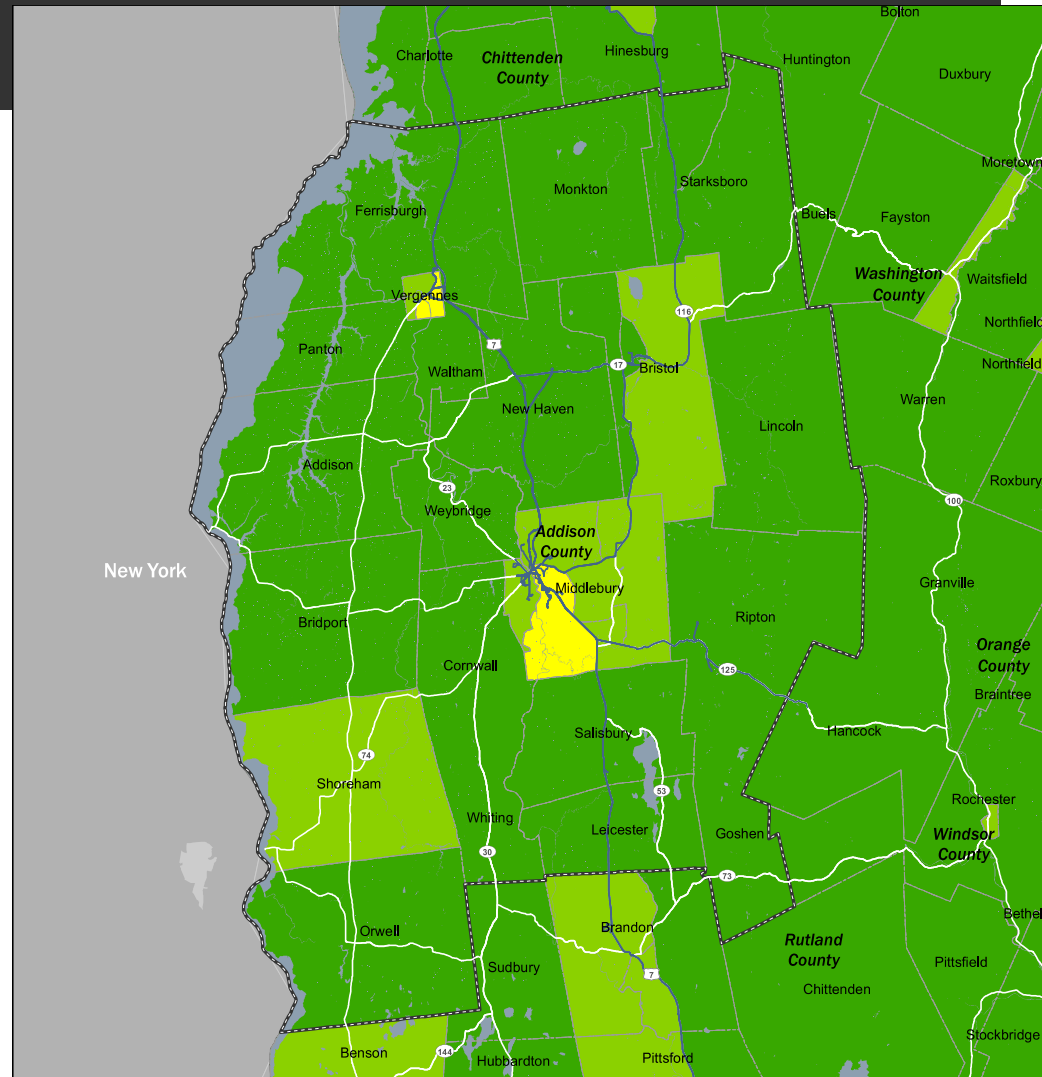 Bolton
Charlotte
Chittenden
County
Hinesburg
Huntington
Duxbury
Moretown
Monkton
Starksboro
Ferrisburgh
Buels
Fayston
Washington
County
Waitsfield
Vergennes
116
Northfield
7
Panton
17
Bristol
Northfield
Waltham
New Haven
Warren
Lincoln
Addison
23
Roxbury
100
Weybridge
Addison
County
New York
Middlebury
Granville
Bridport
Ripton
Orange
County
Cornwall
125
Braintree
Salisbury
Hancock
74
Shoreham
53
Rochester
Whiting
Leicester
Goshen
Windsor
County
30
73
Bethel
Orwell
Brandon
Rutland
County
Sudbury
7
Pittsfield
Chittenden
Stockbridge
Benson
144
Hubbardton
Pittsford